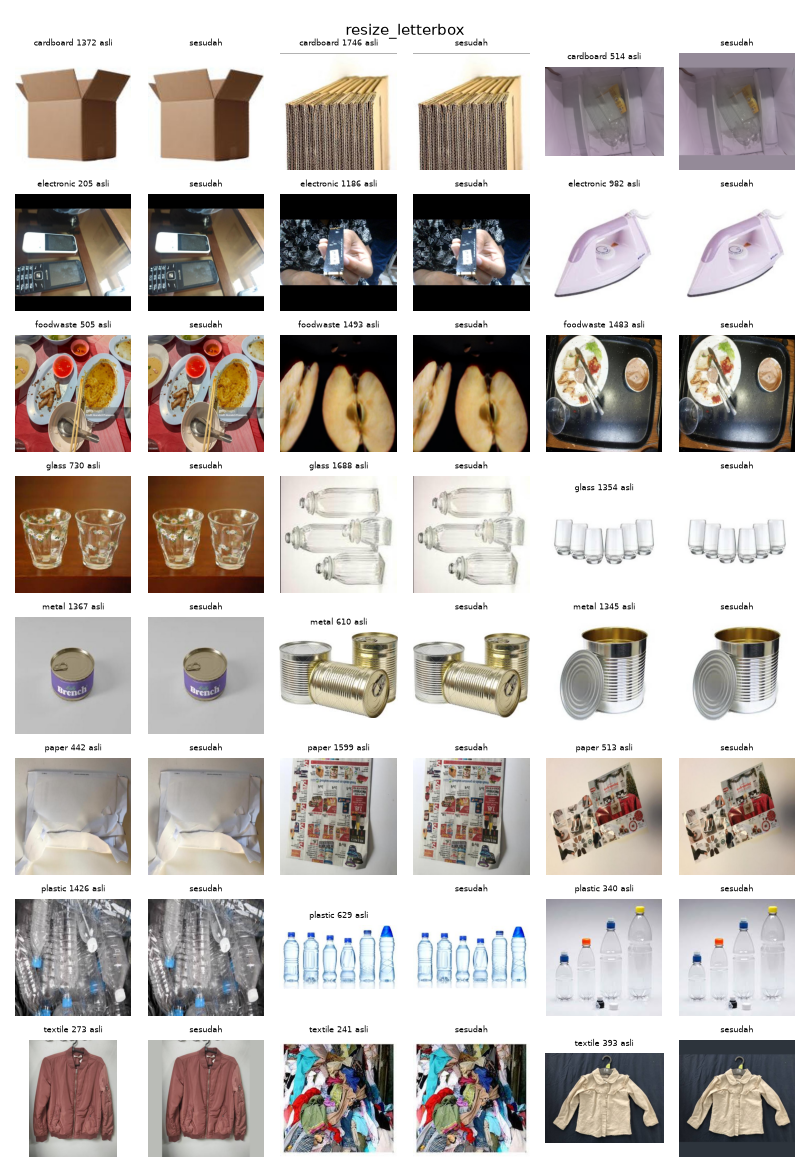 resize_letterbox
cardboard 1372 asli
sesudah
cardboard 1746 asli
sesudah
cardboard 514 asli
sesudah
electronic 205 asli
sesudah
electronic 1186 asli
sesudah
electronic 982 asli
sesudah
foodwaste 505 asli
sesudah
foodwaste 1493 asli
sesudah
foodwaste 1483 asli
sesudah
glass 730 asli
sesudah
glass 1688 asli
sesudah
glass 1354 asli
sesudah
metal 1367 asli
sesudah
metal 610 asli
sesudah
metal 1345 asli
sesudah
Brench
Brench
paper 442 asli
sesudah
paper 1599 asli
sesudah
paper 513 asli
sesudah
plastic 1426 asli
sesudah
plastic 629 asli
sesudah
plastic 340 asli
sesudah
textile 273 asli
sesudah
textile 241 asli
sesudah
textile 393 asli
sesudah